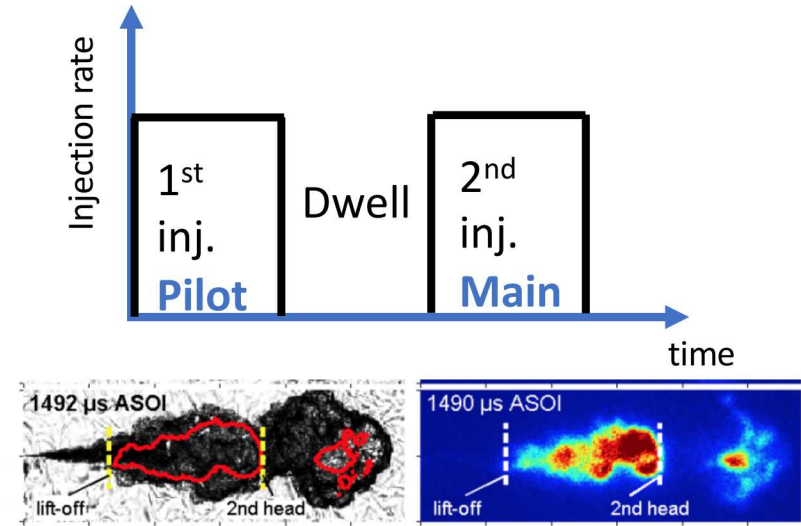 Injection rate
1st
inj.
Pilot
Dwell
2nd
inj.
Main
time
1492 µs ASOI
lift-off
2nd head
1490 µs ASOI
lift-off
2nd head